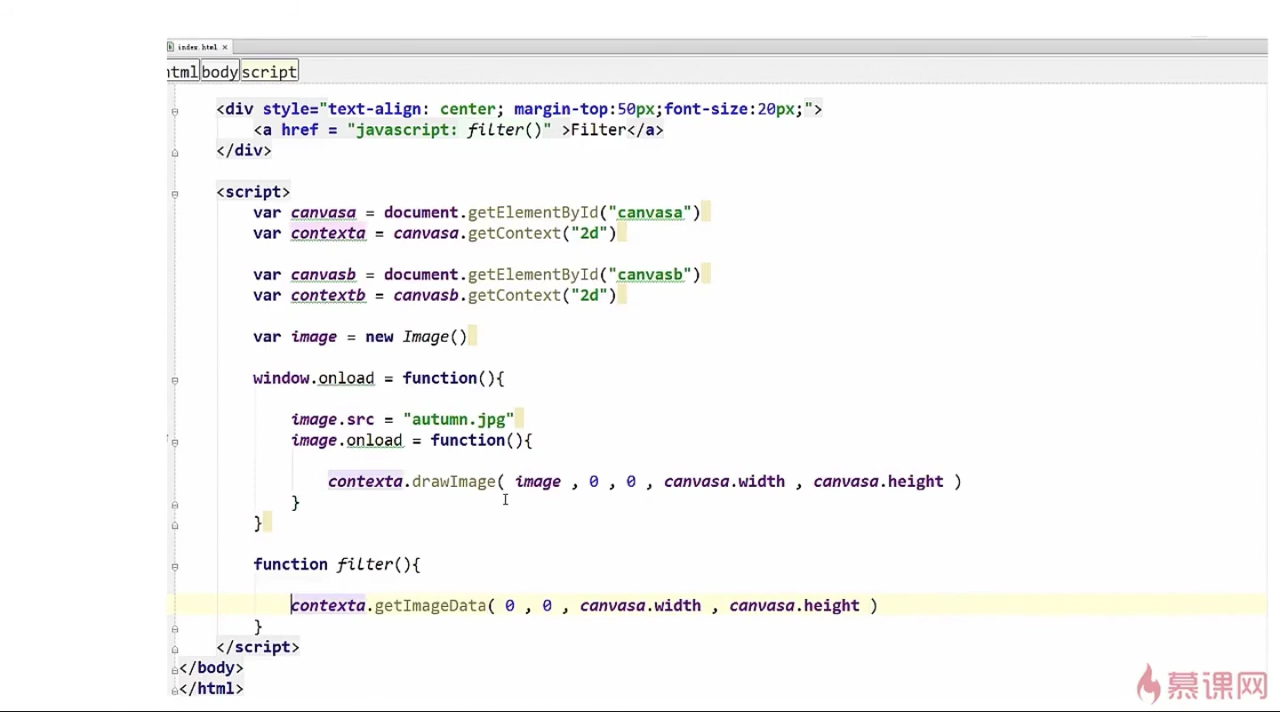 index.html ×
html body script
<div style="text-align: center; margin-top:50px;font-size:20px;">
<a href = "javascript: filter()" >Filter</a>
</div>
<script>
var canvasa = document.getElementById("canvasa")
var contexta = canvasa.getContext("2d")
var canvasb = document.getElementById("canvasb")
var contextb = canvasb.getContext("2d")
var image = new Image()
window.onload = function(){
image.src = "autumn.jpg"
image.onload = function(){
contexta.drawImage( image , 0 , 0 , canvasa.width , canvasa.height )
}
}
function filter(){
contexta.getImageData( 0 , 0 , canvasa.width , canvasa.height )
}
</script>
</body>
</html>
慕课网